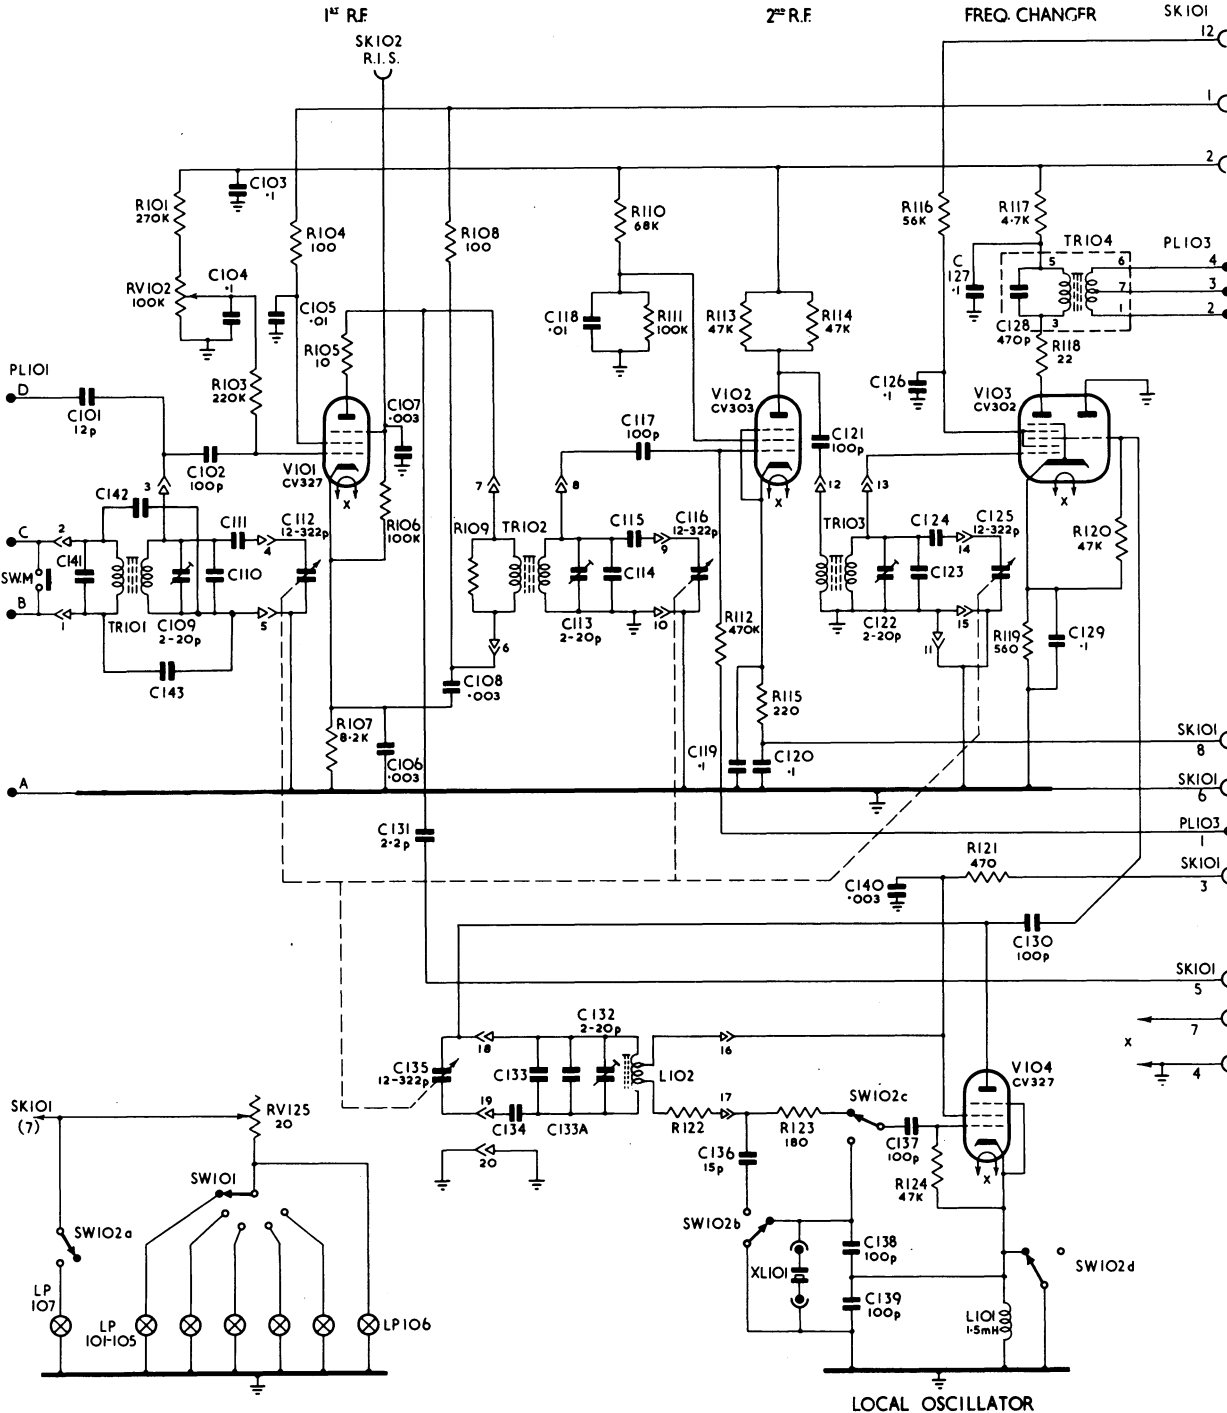 1ST R.F.
2ND R.F.
FREQ. CHANGER
SK101
12
SK102
R.I.S.
1
2
C103
.1
R101
270K
R104
100
R108
100
R110
68K
R116
56K
R117
4.7K
TR104
PL103
C104
.1
RV102
100K
C105
.01
C118
.01
R111
100K
R113
47K
R114
47K
C
127
.1
5
6
4
7
3
3
1
2
C128
470p
R105
10
R118
22
PL101
D
C101
12p
R103
220K
C107
.003
V102
CV303
C126
.1
V103
CV302
C102
100p
V101
CV327
C117
100p
C121
100p
3
X
7
8
X
12
13
X
C142
C111
C112
12-322p
R106
100K
R109
TR102
C115
C116
12-322p
TR103
C124
C125
12-322p
R120
47K
C
2
4
9
14
C141
SW.M
C110
C114
C123
B
1
TR101
C109
2-20p
5
C113
2-20p
10
R112
470K
C122
2-20p
15
11
R119
560
C129
.1
6
C143
C108
.003
R115
220
R107
8.2K
C106
.003
C119
.1
C120
.1
SK101
8
A
SK101
6
C131
2.2p
PL103
1
R121
470
SK101
3
C140
.003
C130
100p
SK101
5
C132
2-20p
7
X
4
18
16
C135
12-322p
C133
L102
V104
CV327
SW102c
SK101
(7)
RV125
20
19
C134
C133A
R122
17
R123
180
C137
100p
20
C136
15p
R124
47K
X
SW101
SW102a
SW102b
C138
100p
SW102d
XL101
LP
107
C139
100p
L101
1.5mH
LP
101-105
LP106
LOCAL OSCILLATOR